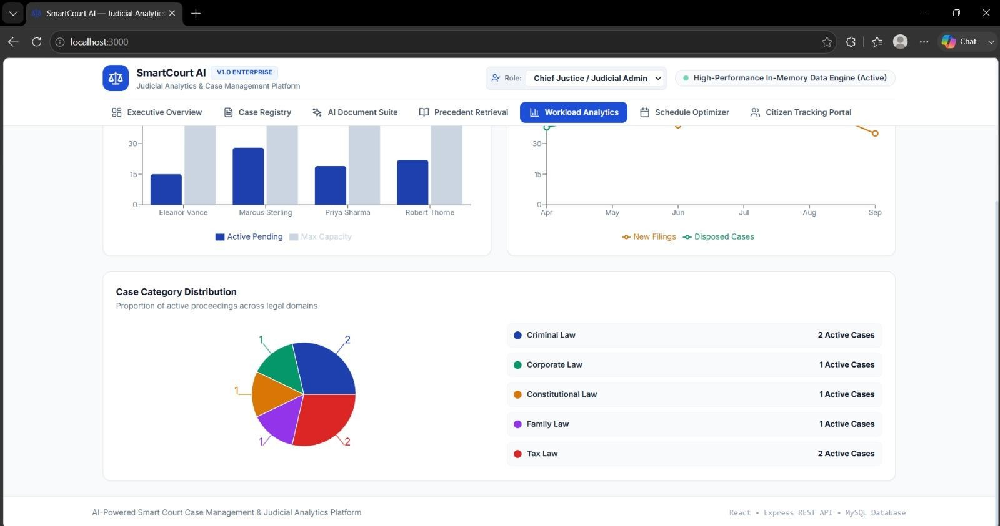 SmartCourt AI — Judicial Analytics
localhost:3000
Chat
SmartCourt AI V1.0 ENTERPRISE
Judicial Analytics & Case Management Platform
Role: Chief Justice / Judicial Admin
High-Performance In-Memory Data Engine (Active)
Executive Overview
Case Registry
AI Document Suite
Precedent Retrieval
Workload Analytics
Schedule Optimizer
Citizen Tracking Portal
30
15
0
Eleanor Vance Marcus Sterling Priya Sharma Robert Thorne
Active Pending Max Capacity
30
15
0
Apr May Jun Jul Aug Sep
New Filings Disposed Cases
Case Category Distribution
Proportion of active proceedings across legal domains
1 2
1
1 2
Criminal Law 2 Active Cases
Corporate Law 1 Active Cases
Constitutional Law 1 Active Cases
Family Law 1 Active Cases
Tax Law 2 Active Cases
AI-Powered Smart Court Case Management & Judicial Analytics Platform
React • Express REST API • MySQL Database